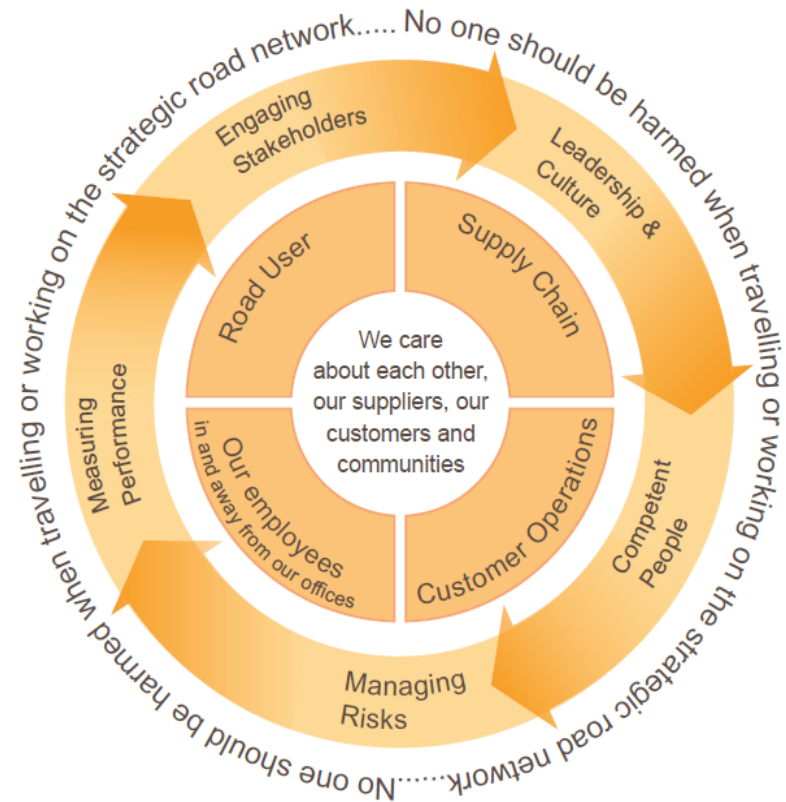 No one should be harmed when travelling or working on the strategic road network.......
No one should be harmed when travelling or working on the strategic road network.....
Engaging
Stakeholders
Leadership &
Culture
Competent
People
Managing
Risks
Measuring
Performance
Road User
Supply Chain
Customer Operations
Our employees
in and away from our offices
We care
about each other,
our suppliers, our
customers and
communities